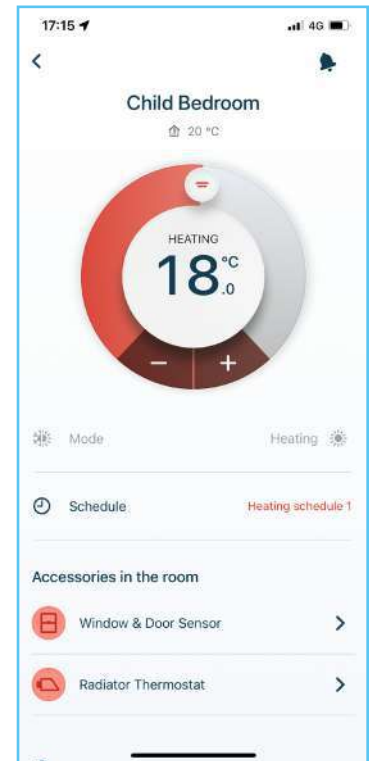 17:15 4G
Child Bedroom
20 °C
HEATING
18 °C .0
− +
Mode Heating
Schedule Heating schedule 1
Accessories in the room
Window & Door Sensor
Radiator Thermostat